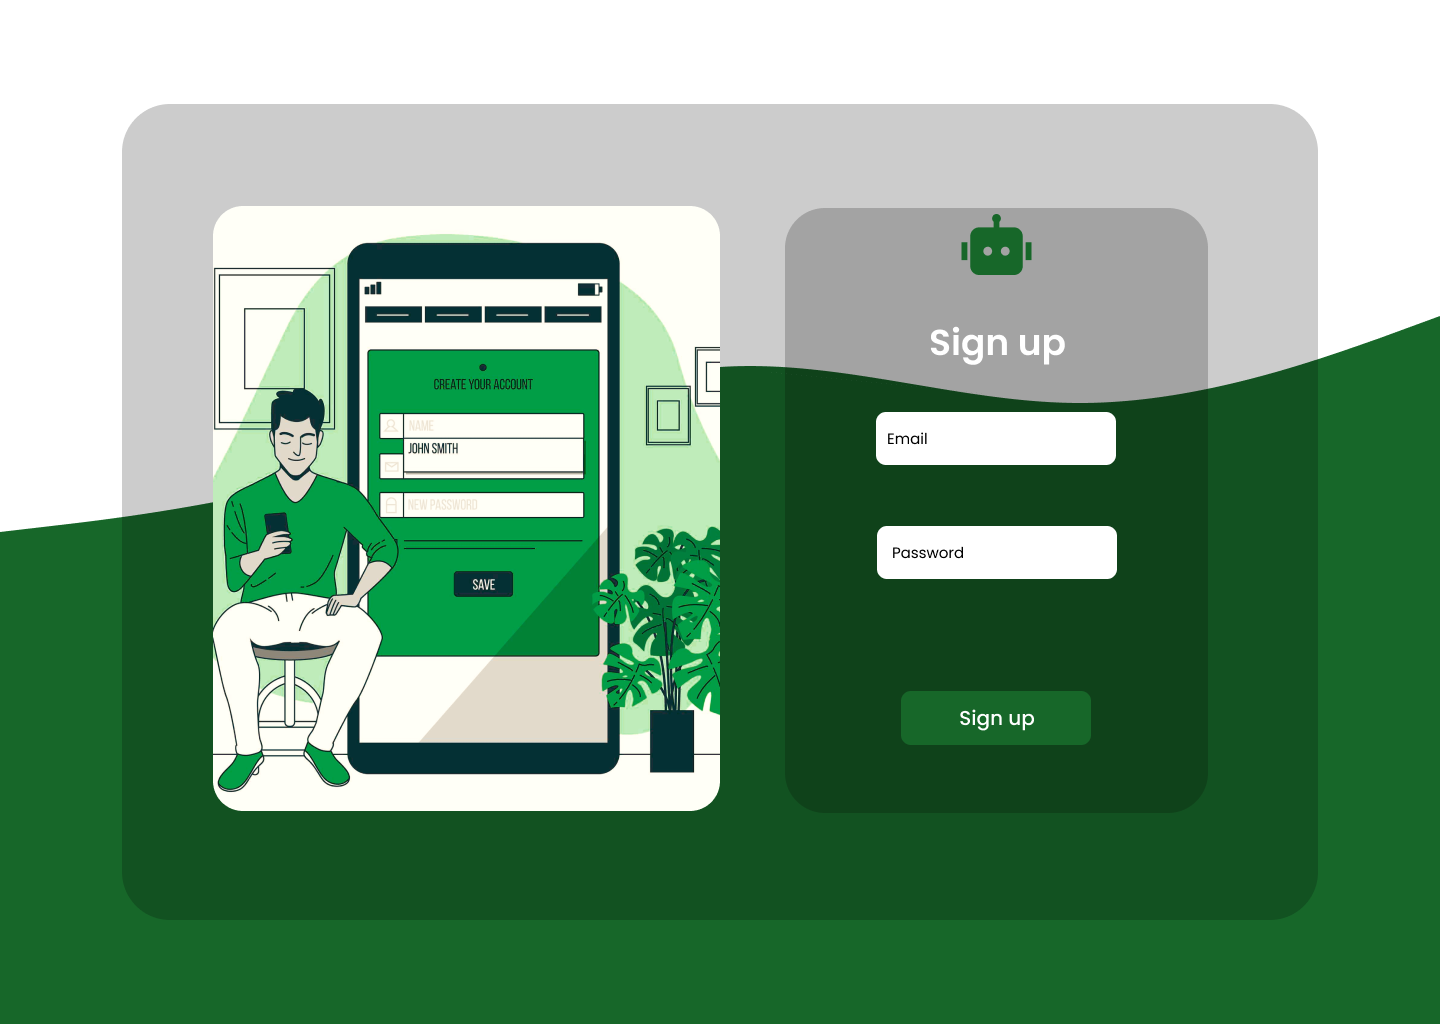 CREATE YOUR ACCOUNT
NAME
JOHN SMITH
NEW PASSWORD
SAVE
Sign up
Email
Password
Sign up